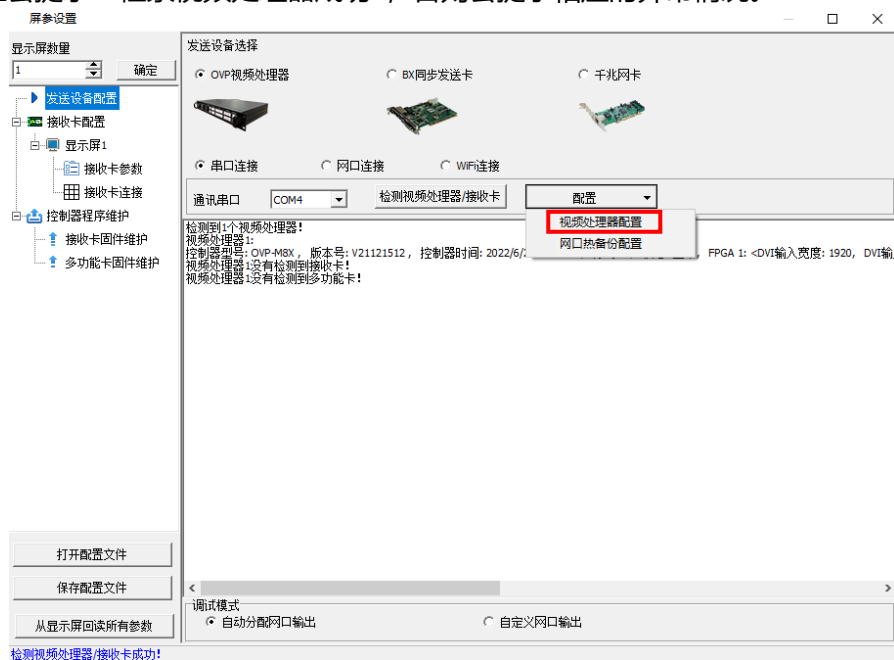 屏参设置
显示屏数量
1
确定
发送设备配置
接收卡配置
显示屏1
接收卡参数
接收卡连接
控制器程序维护
接收卡固件维护
多功能卡固件维护
打开配置文件
保存配置文件
从显示屏回读所有参数
检测视频处理器/接收卡成功!
发送设备选择
OVP视频处理器
BX同步发送卡
千兆网卡
串口连接
网口连接
WiFi连接
通讯串口
COM4
检测视频处理器/接收卡
配置
视频处理器配置
网口热备份配置
检测到1个视频处理器!
视频处理器1:
控制器型号: OVP-M8X, 版本号: V21121512, 控制器时间: 2022/6/ , FPGA 1: <DVI输入宽度: 1920, DVI输
视频处理器1没有检测到接收卡!
视频处理器1没有检测到多功能卡!
调试模式
自动分配网口输出
自定义网口输出